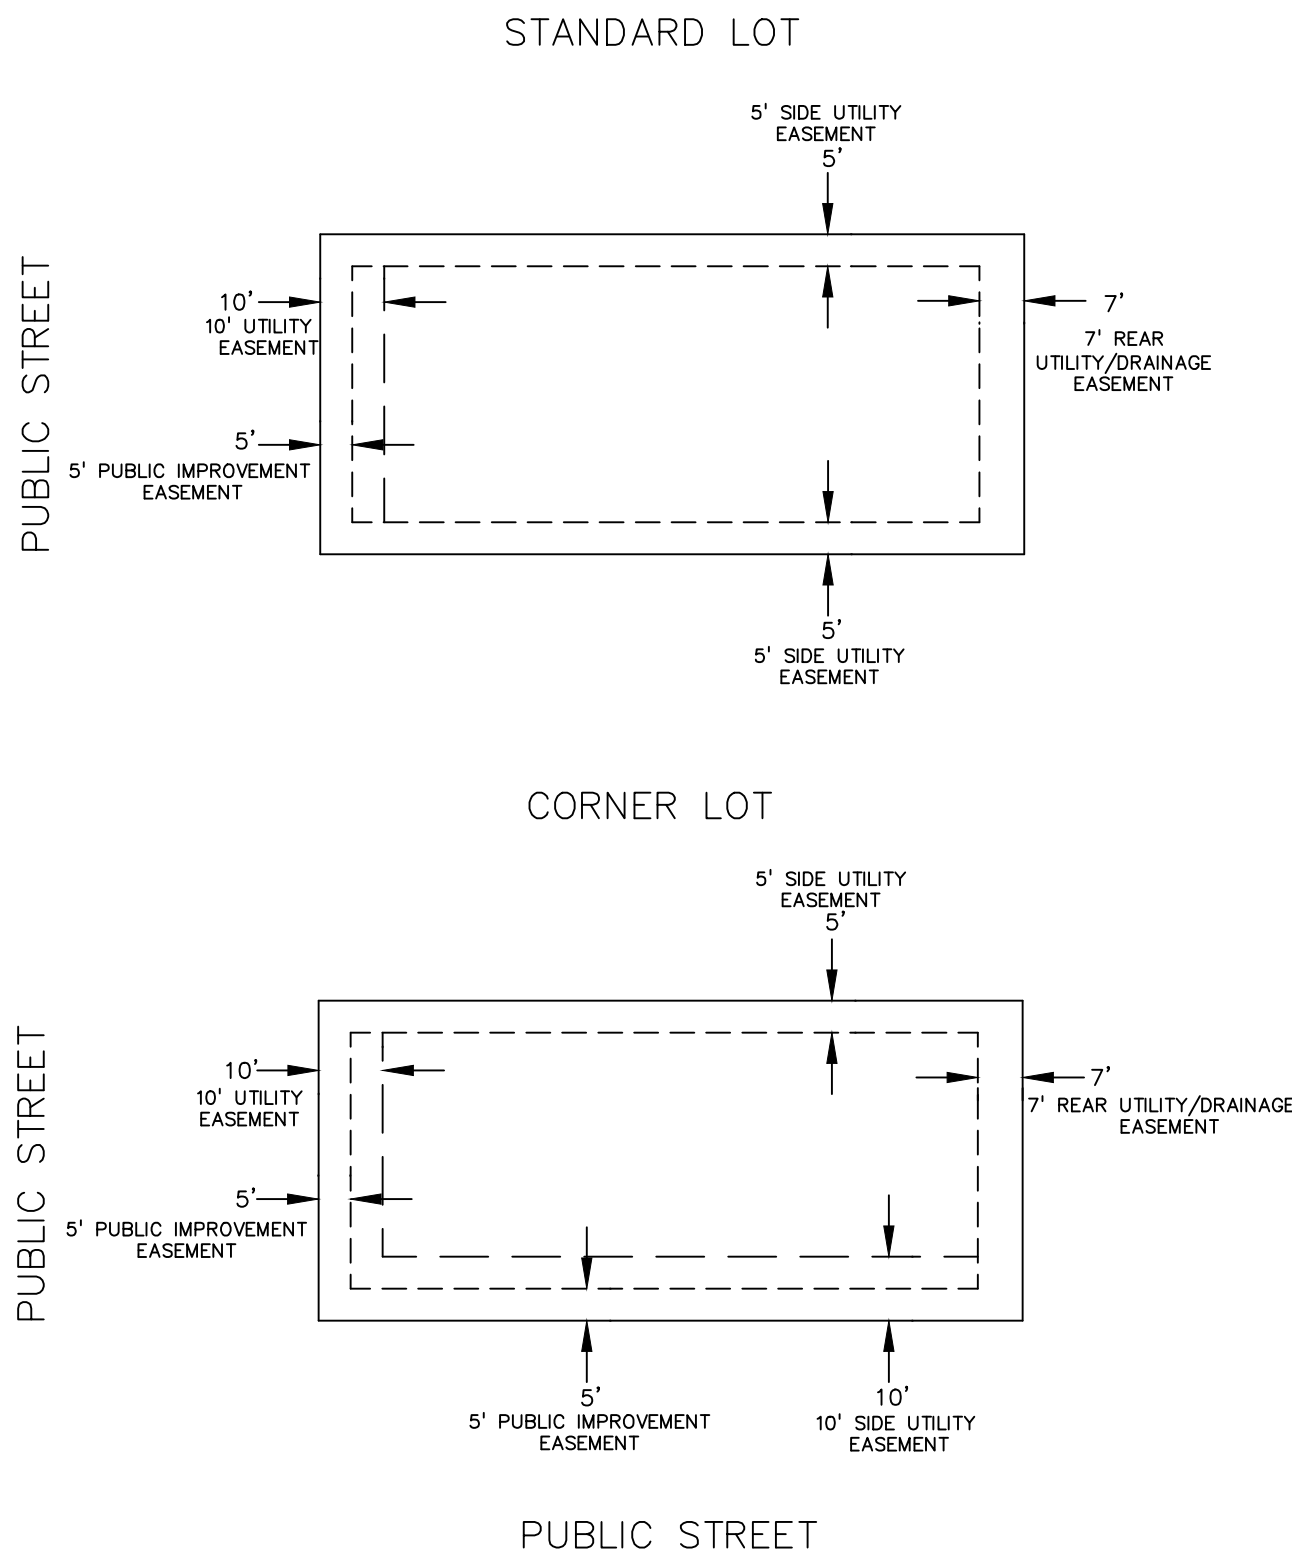 STANDARD LOT
5' SIDE UTILITY
EASEMENT
5'
PUBLIC STREET
10'
10' UTILITY
EASEMENT
7'
7' REAR
UTILITY/DRAINAGE
EASEMENT
5'
5' PUBLIC IMPROVEMENT
EASEMENT
5'
5' SIDE UTILITY
EASEMENT
CORNER LOT
5' SIDE UTILITY
EASEMENT
5'
PUBLIC STREET
10'
10' UTILITY
EASEMENT
7'
7' REAR UTILITY/DRAINAGE
EASEMENT
5'
5' PUBLIC IMPROVEMENT
EASEMENT
5'
5' PUBLIC IMPROVEMENT
EASEMENT
10'
10' SIDE UTILITY
EASEMENT
PUBLIC STREET